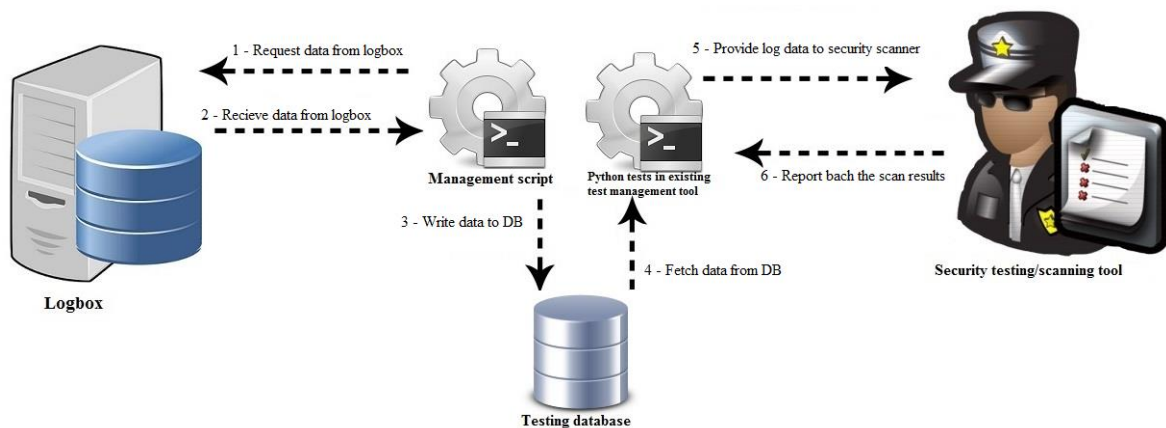 1 - Request data from logbox
2 - Recieve data from logbox
Management script
3 - Write data to DB
Python tests in existing
test management tool
4 - Fetch data from DB
5 - Provide log data to security scanner
6 - Report bach the scan results
Security testing/scanning tool
Logbox
Testing database
>_
>_